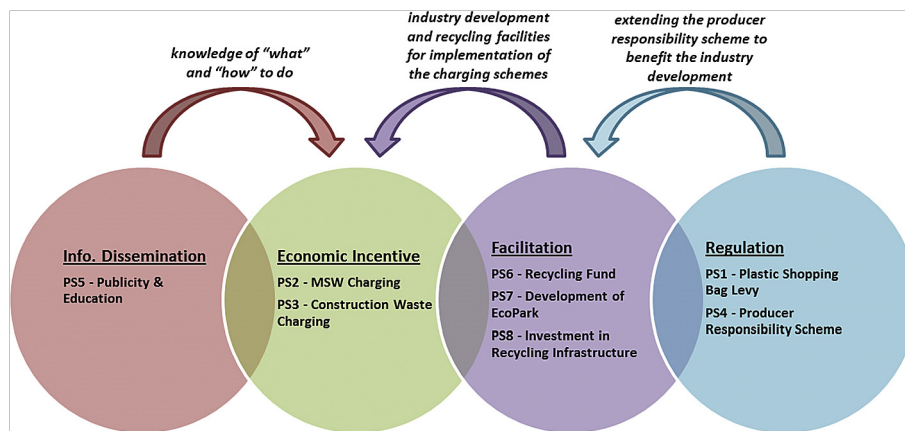 knowledge of "what"
and "how" to do
industry development
and recycling facilities
for implementation of
the charging schemes
extending the producer
responsibility scheme to
benefit the industry
development
Info. Dissemination
PS5 - Publicity &
Education
Economic Incentive
PS2 - MSW Charging
PS3 - Construction Waste
Charging
Facilitation
PS6 - Recycling Fund
PS7 - Development of
EcoPark
PS8 - Investment in
Recycling Infrastructure
Regulation
PS1 - Plastic Shopping
Bag Levy
PS4 - Producer
Responsibility Scheme